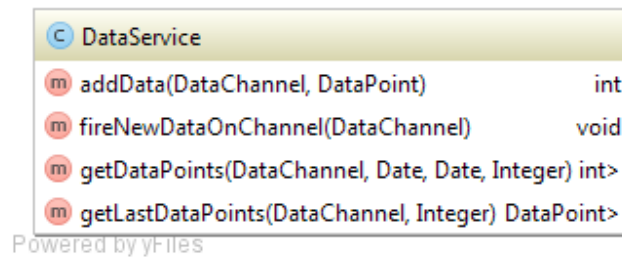 C DataService
m addData(DataChannel, DataPoint) int
m fireNewDataOnChannel(DataChannel) void
m getDataPoints(DataChannel, Date, Date, Integer) int>
m getLastDataPoints(DataChannel, Integer) DataPoint>
Powered by yFiles